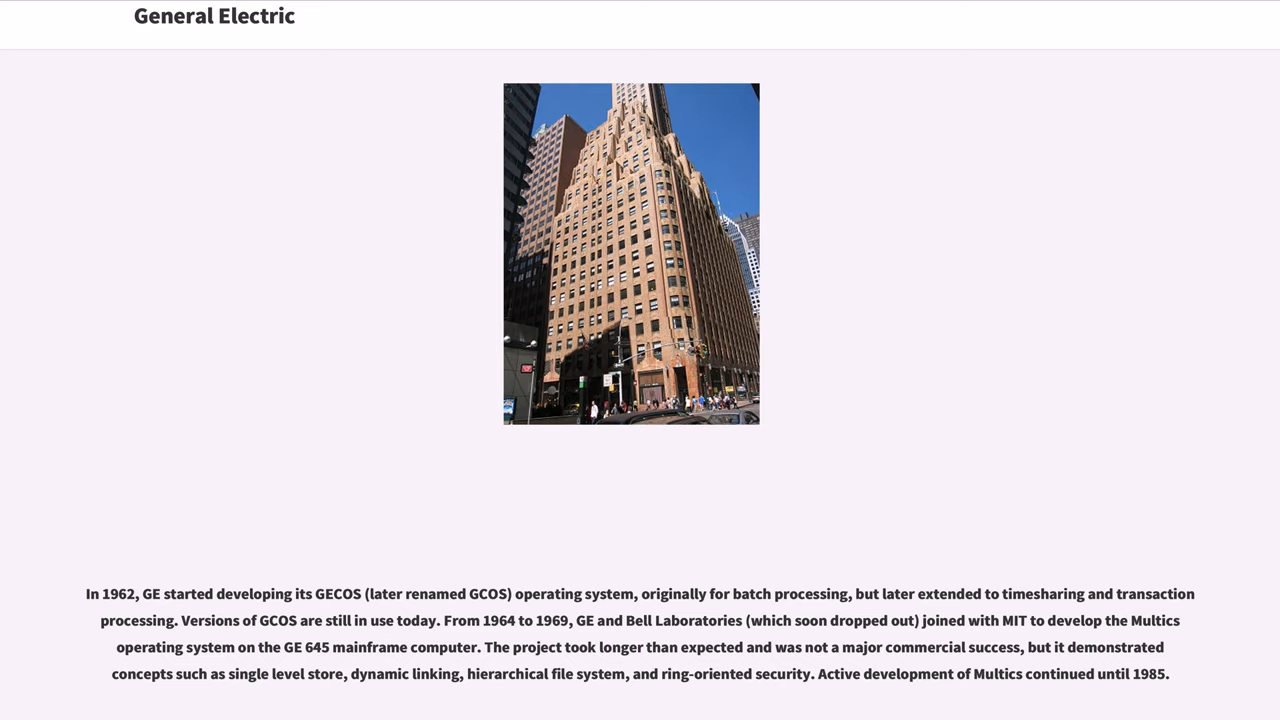 General Electric
In 1962, GE started developing its GECOS (later renamed GCOS) operating system, originally for batch processing, but later extended to timesharing and transaction
processing. Versions of GCOS are still in use today. From 1964 to 1969, GE and Bell Laboratories (which soon dropped out) joined with MIT to develop the Multics
operating system on the GE 645 mainframe computer. The project took longer than expected and was not a major commercial success, but it demonstrated
concepts such as single level store, dynamic linking, hierarchical file system, and ring-oriented security. Active development of Multics continued until 1985.